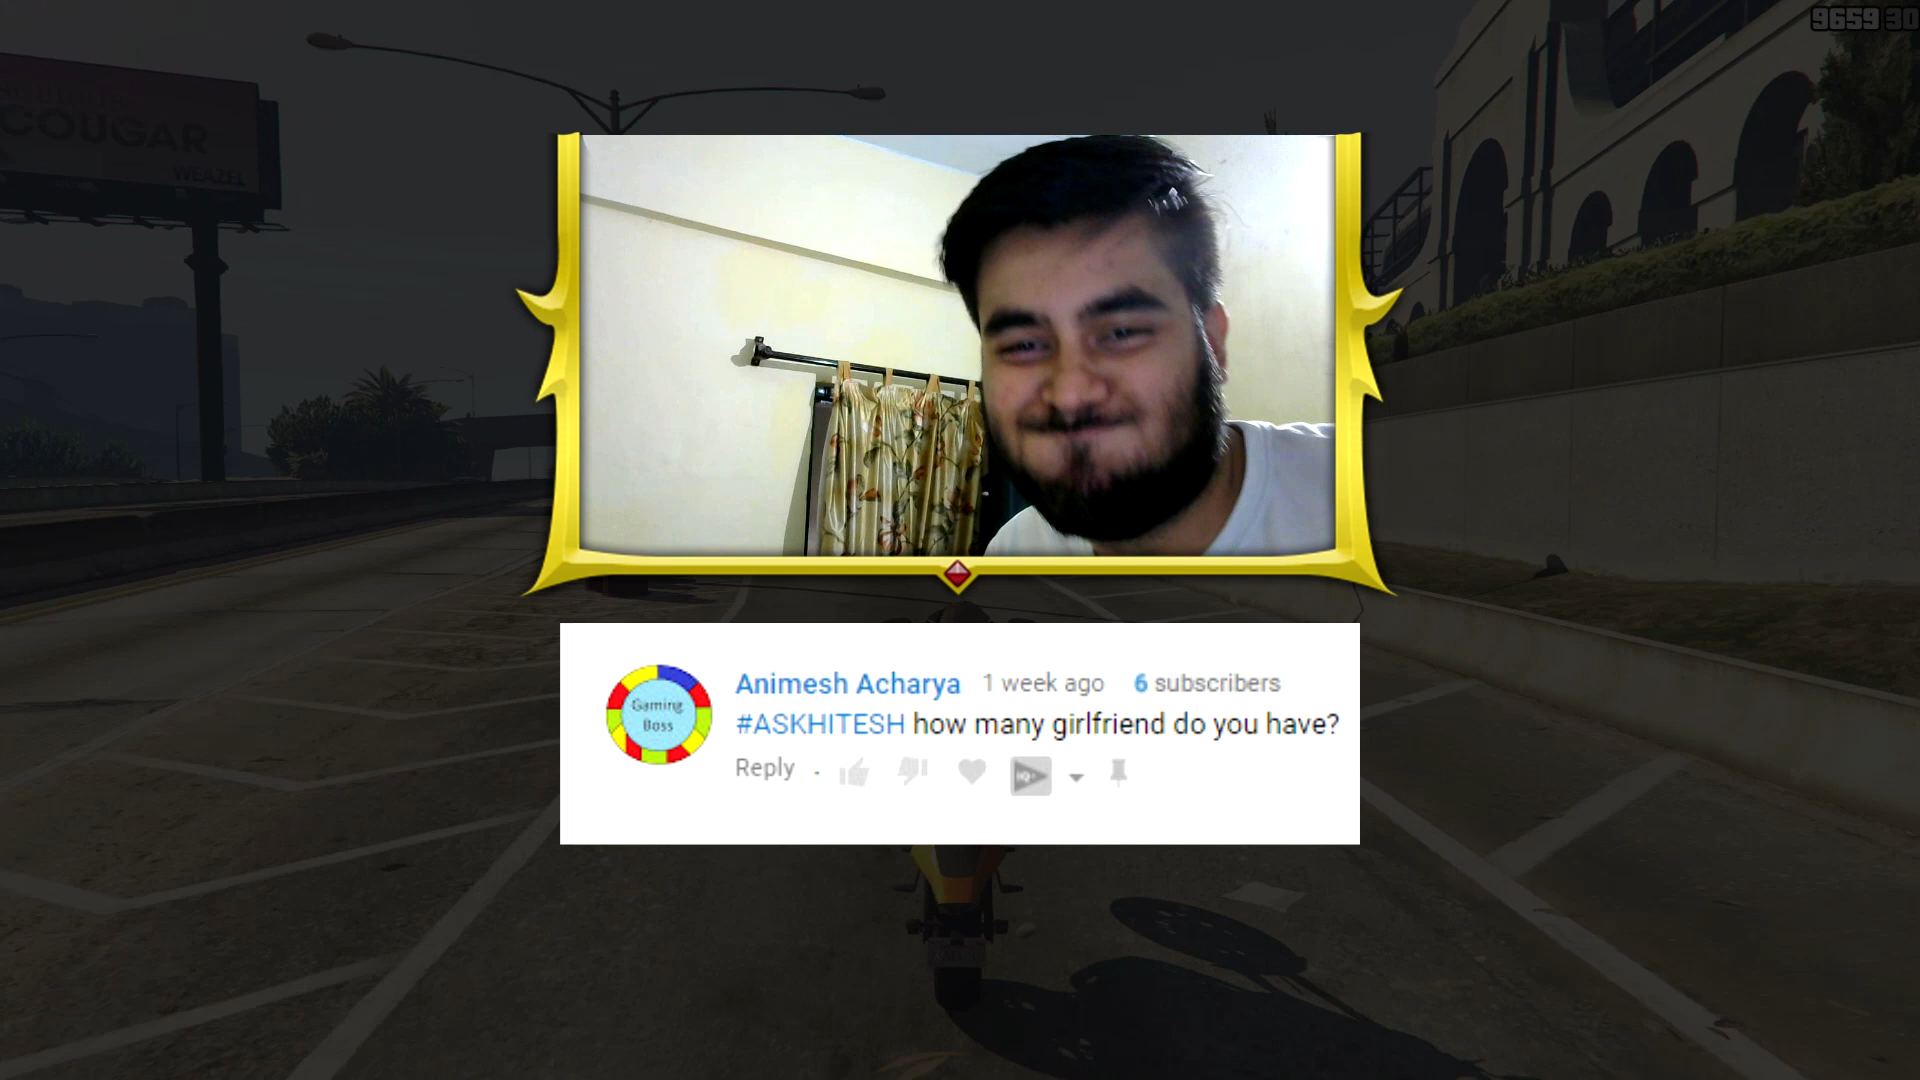 9659 30
COUGAR
WEAZEL
Gaming
Boss
Animesh Acharya 1 week ago 6 subscribers
#ASKHITESH how many girlfriend do you have?
Reply